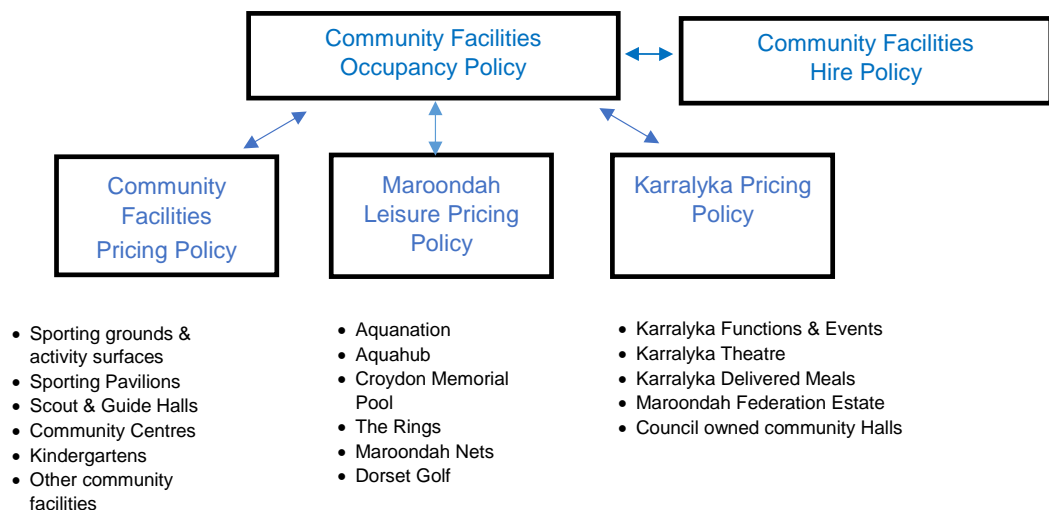 Community Facilities
Occupancy Policy
Community Facilities
Hire Policy
Community
Facilities
Pricing Policy
Maroondah
Leisure Pricing
Policy
Karralyka Pricing
Policy
• Sporting grounds &
activity surfaces
• Sporting Pavilions
• Scout & Guide Halls
• Community Centres
• Kindergartens
• Other community
facilities
• Aquanation
• Aquahub
• Croydon Memorial
Pool
• The Rings
• Maroondah Nets
• Dorset Golf
• Karralyka Functions & Events
• Karralyka Theatre
• Karralyka Delivered Meals
• Maroondah Federation Estate
• Council owned community Halls